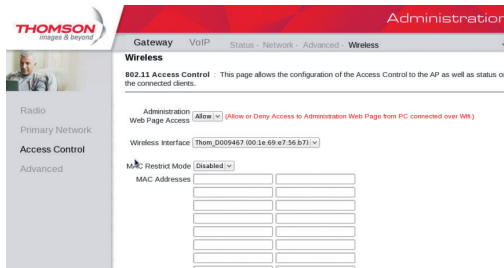 Administration
THOMSON
images & beyond
Gateway VoIP Status - Network - Advanced - Wireless
Wireless
802.11 Access Control : This page allows the configuration of the Access Control to the AP as well as status o
the connected clients.
Radio
Primary Network
Access Control
Advanced
Administration
Web Page Access Allow (Allow or Deny Access to Administration Web Page from PC connected over Wifi.)
Wireless Interface Thom_D009467 (00:1e:69:e7:56:b7)
MAC Restrict Mode Disabled
MAC Addresses